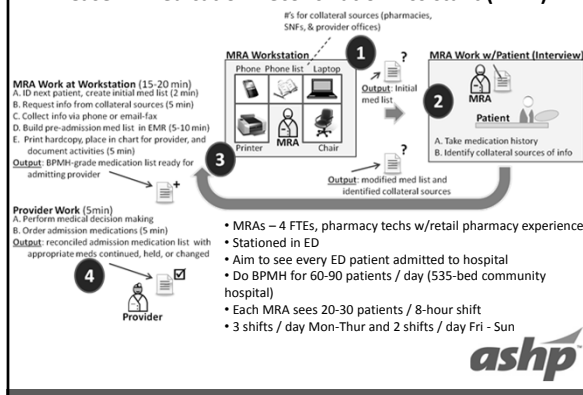 #'s for collateral sources (pharmacies,
SNFs, & provider offices)
MRA Workstation
Phone Phone list Laptop
Printer
MRA
Chair
1
?
Output: Initial
med list
MRA Work w/Patient (Interview)
2
MRA
Patient
A. Take medication history
B. Identify collateral sources of info
MRA Work at Workstation (15-20 min)
A. ID next patient, create initial med list (2 min)
B. Request info from collateral sources (5 min)
C. Collect info via phone or email-fax
D. Build pre-admission med list in EMR (5-10 min)
E. Print hardcopy, place in chart for provider, and
document activities (5 min)
Output: BPMH-grade medication list ready for
admitting provider
+
3
?
Output: modified med list and
identified collateral sources
Provider Work (5min)
A. Perform medical decision making
B. Order admission medications (5 min)
Output: reconciled admission medication list with
appropriate meds continued, held, or changed
4
Provider
• MRAs – 4 FTEs, pharmacy techs w/retail pharmacy experience
• Stationed in ED
• Aim to see every ED patient admitted to hospital
• Do BPMH for 60-90 patients / day (535-bed community
hospital)
• Each MRA sees 20-30 patients / 8-hour shift
• 3 shifts / day Mon-Thur and 2 shifts / day Fri - Sun
ashp™